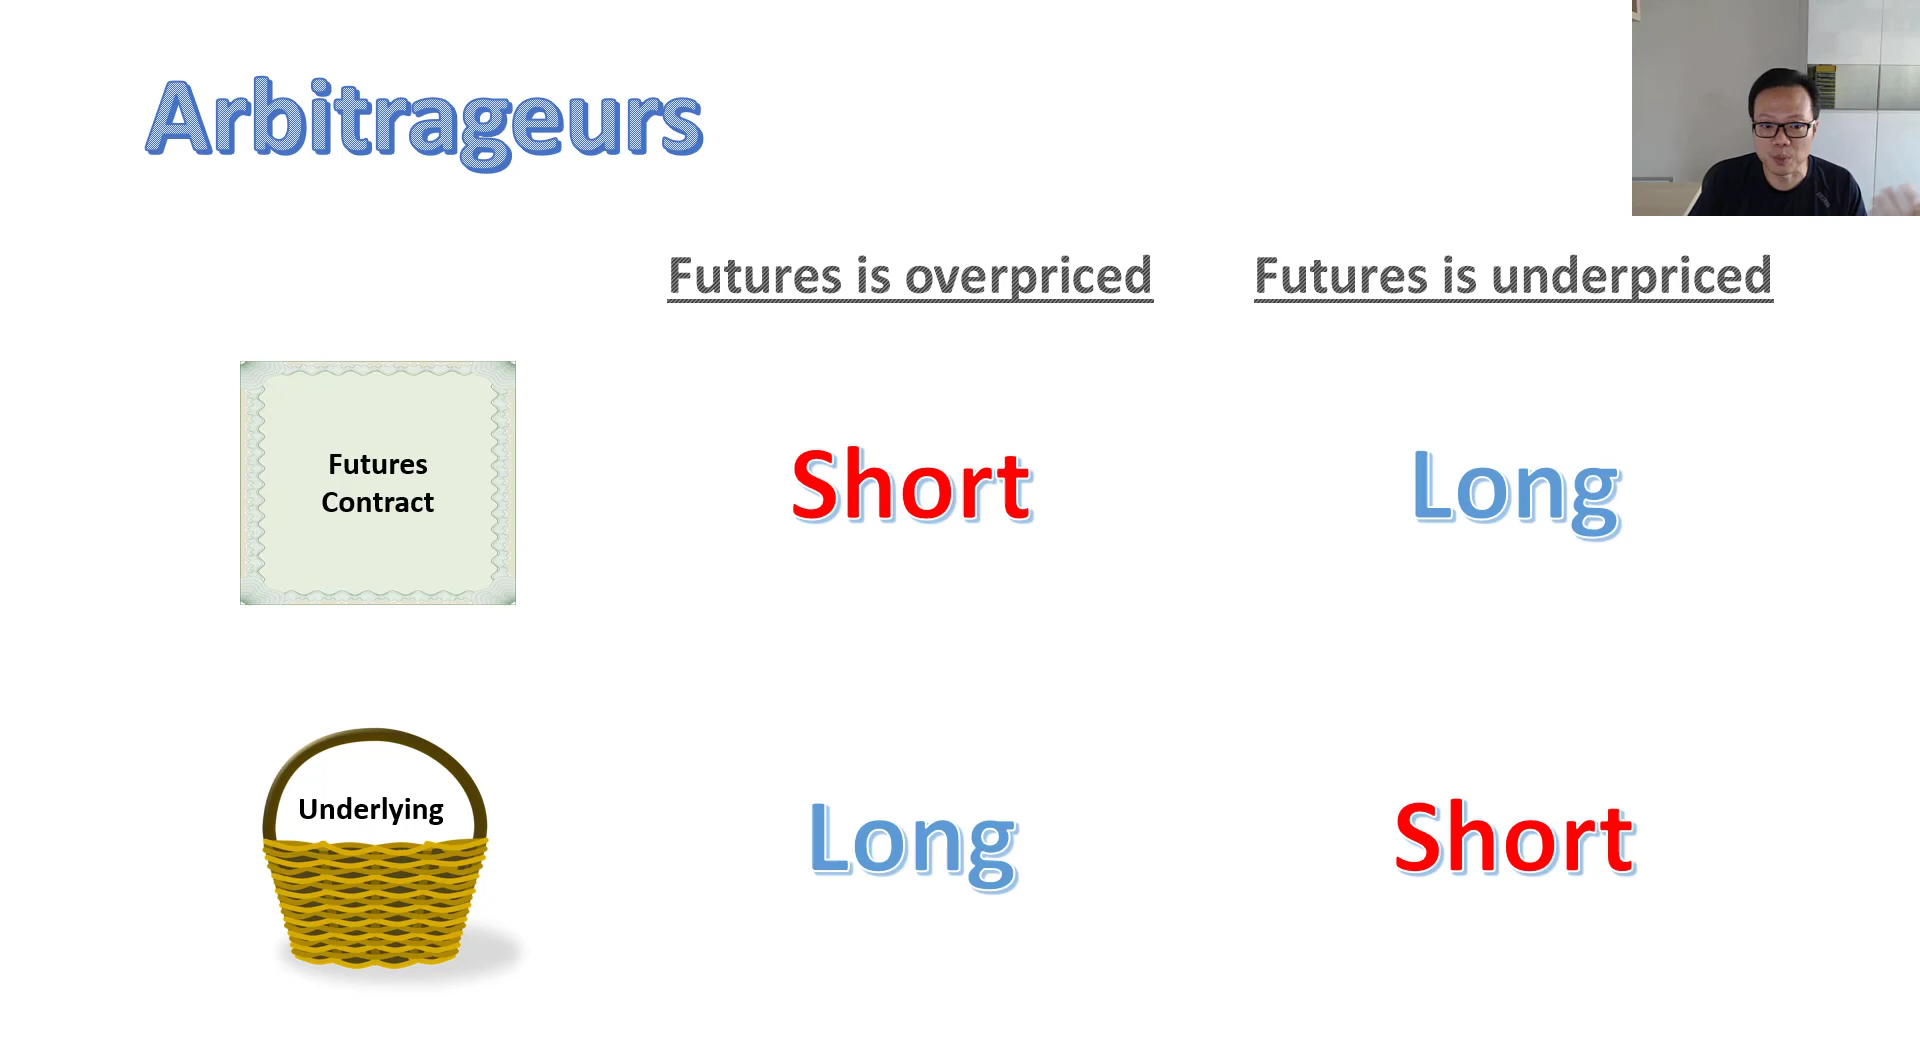 Arbitrageurs
Futures is overpriced
Futures is underpriced
Futures
Contract
Short
Long
Underlying
Long
Short